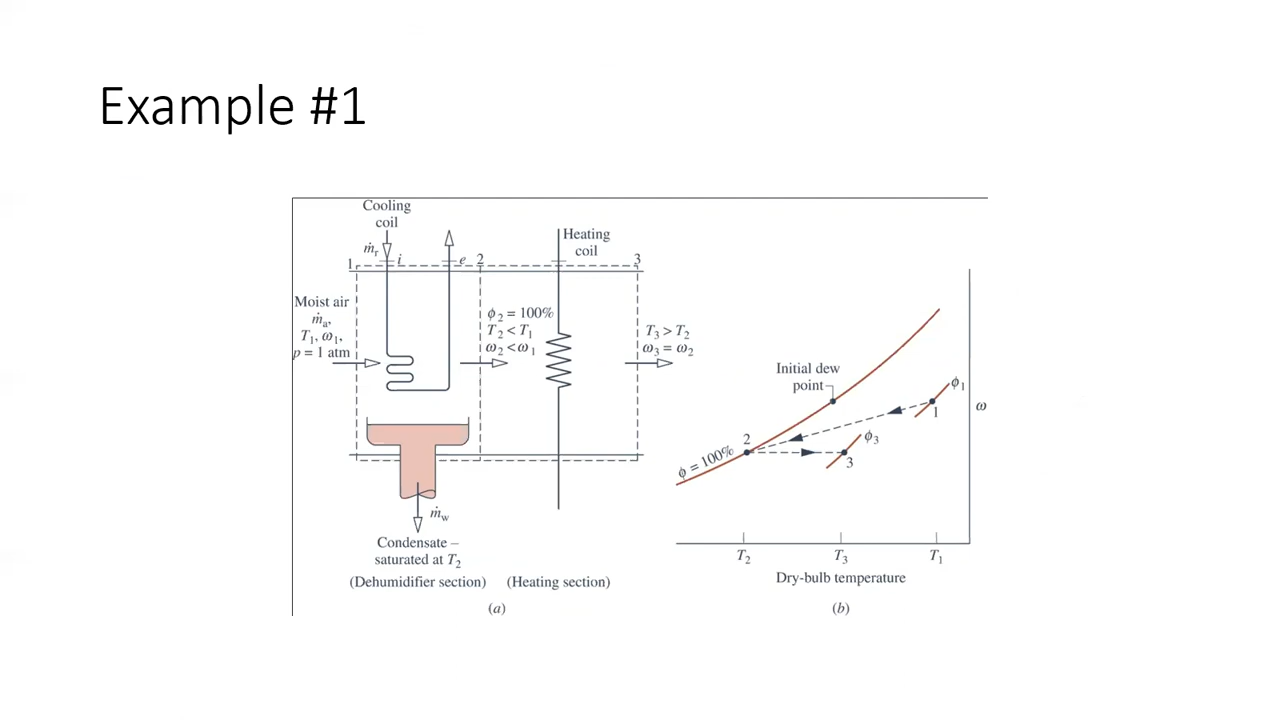 Example #1
Cooling
coil
ṁr
i
e
1
2
3
Heating
coil
Moist air
ṁa,
T1, ω1,
p = 1 atm
ϕ2 = 100%
T2 < T1
ω2 < ω1
T3 > T2
ω3 = ω2
ṁw
Condensate –
saturated at T2
(Dehumidifier section)
(Heating section)
(a)
Initial dew
point
ϕ1
1
ω
2
ϕ3
3
ϕ = 100%
T2
T3
T1
Dry-bulb temperature
(b)